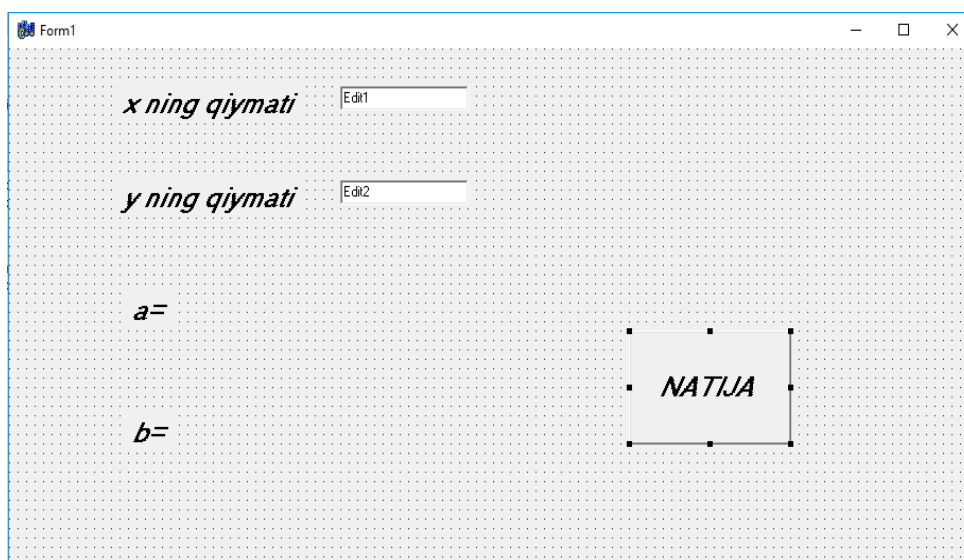 Form1
x ning qiymati
Edit1
y ning qiymati
Edit2
a=
NATIJA
b=